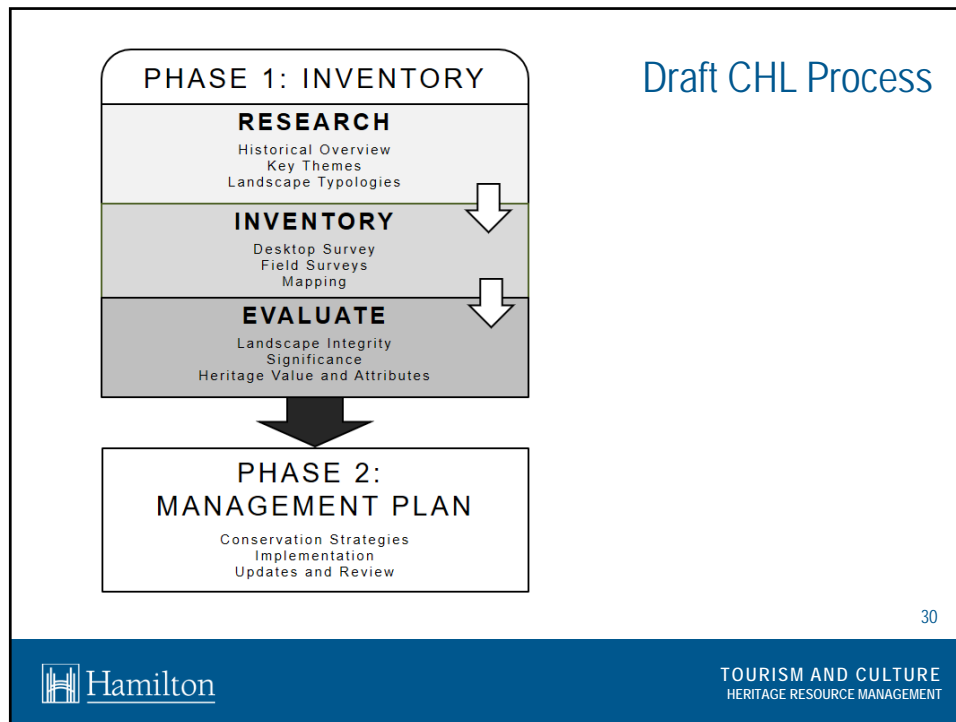 Draft CHL Process
PHASE 1: INVENTORY
RESEARCH
Historical Overview
Key Themes
Landscape Typologies
INVENTORY
Desktop Survey
Field Surveys
Mapping
EVALUATE
Landscape Integrity
Significance
Heritage Value and Attributes
PHASE 2:
MANAGEMENT PLAN
Conservation Strategies
Implementation
Updates and Review
30
Hamilton
TOURISM AND CULTURE
HERITAGE RESOURCE MANAGEMENT